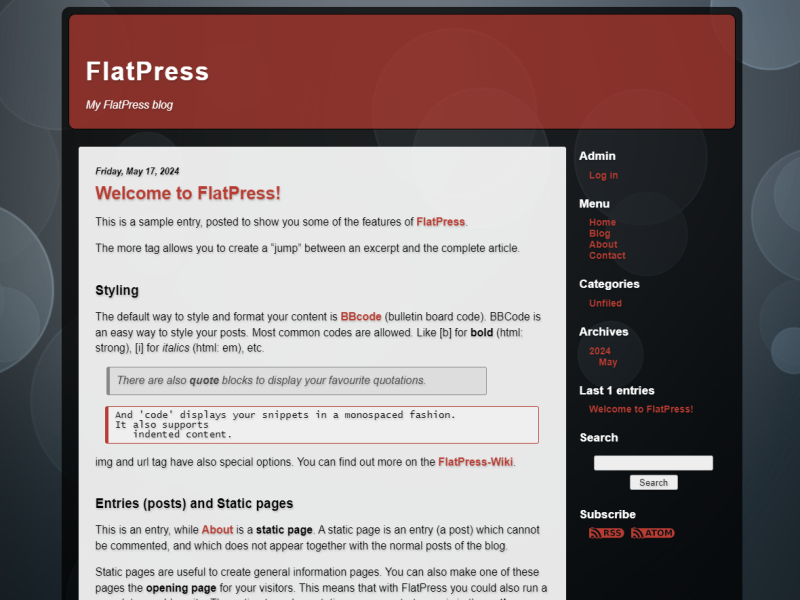 FlatPress
My FlatPress blog
Friday, May 17, 2024
Welcome to FlatPress!
This is a sample entry, posted to show you some of the features of FlatPress.
The more tag allows you to create a "jump" between an excerpt and the complete article.
Styling
The default way to style and format your content is BBcode (bulletin board code). BBCode is
an easy way to style your posts. Most common codes are allowed. Like [b] for bold (html:
strong), [i] for italics (html: em), etc.
There are also quote blocks to display your favourite quotations.
And 'code' displays your snippets in a monospaced fashion.
It also supports
indented content.
img and url tag have also special options. You can find out more on the FlatPress-Wiki.
Entries (posts) and Static pages
This is an entry, while About is a static page. A static page is an entry (a post) which cannot
be commented, and which does not appear together with the normal posts of the blog.
Static pages are useful to create general information pages. You can also make one of these
pages the opening page for your visitors. This means that with FlatPress you could also run a
Admin
Log in
Menu
Home
Blog
About
Contact
Categories
Unfiled
Archives
2024
May
Last 1 entries
Welcome to FlatPress!
Search
Search
Subscribe
RSS ATOM